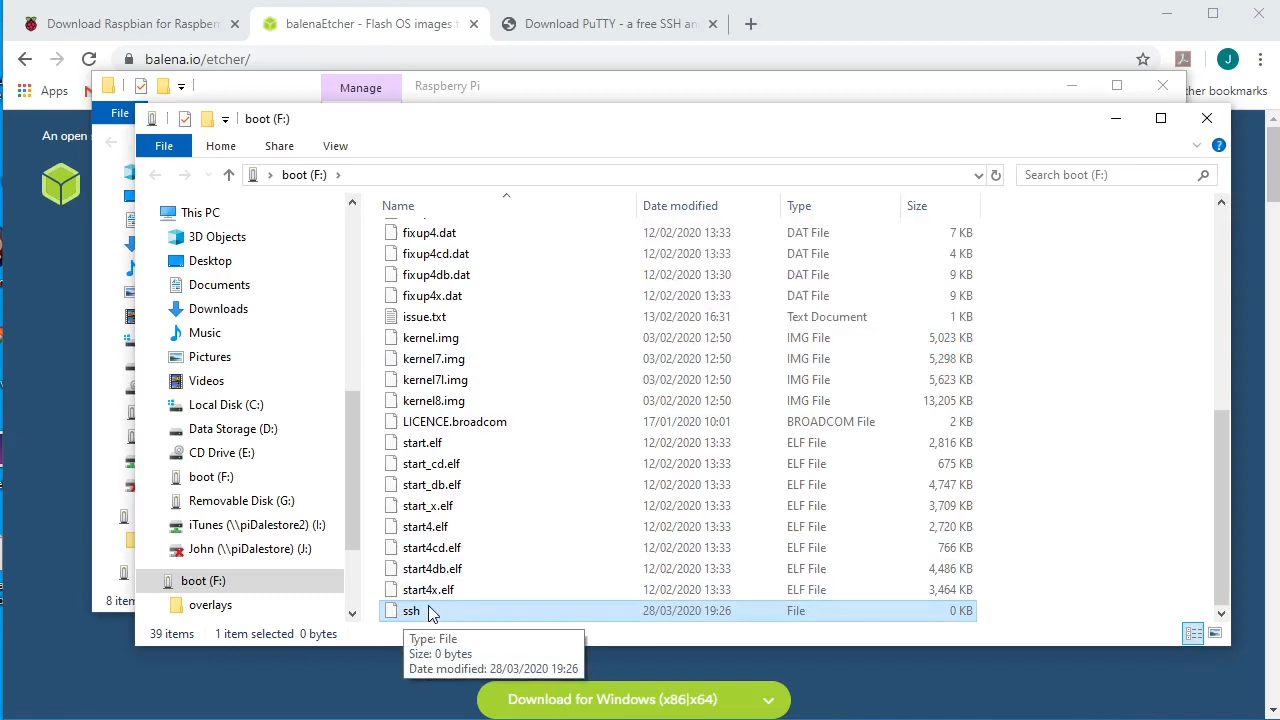 Download Raspbian for Raspberr
balenaEtcher - Flash OS images t
Download PuTTY - a free SSH an
balena.io/etcher/
J
Apps
ther bookmarks
Manage
Raspberry Pi
File
An open s
boot (F:)
File
Home
Share
View
boot (F:)
Search boot (F:)
This PC
3D Objects
Desktop
Documents
Downloads
Music
Pictures
Videos
Local Disk (C:)
Data Storage (D:)
CD Drive (E:)
boot (F:)
Removable Disk (G:)
iTunes (\\piDalestore2) (I:)
John (\\piDalestore) (J:)
boot (F:)
overlays
Name Date modified Type Size
fixup4.dat 12/02/2020 13:33 DAT File 7 KB
fixup4cd.dat 12/02/2020 13:33 DAT File 4 KB
fixup4db.dat 12/02/2020 13:30 DAT File 9 KB
fixup4x.dat 12/02/2020 13:33 DAT File 9 KB
issue.txt 13/02/2020 16:31 Text Document 1 KB
kernel.img 03/02/2020 12:50 IMG File 5,023 KB
kernel7.img 03/02/2020 12:50 IMG File 5,298 KB
kernel7l.img 03/02/2020 12:50 IMG File 5,623 KB
kernel8.img 03/02/2020 12:50 IMG File 13,205 KB
LICENCE.broadcom 17/01/2020 10:01 BROADCOM File 2 KB
start.elf 12/02/2020 13:33 ELF File 2,816 KB
start_cd.elf 12/02/2020 13:33 ELF File 675 KB
start_db.elf 12/02/2020 13:33 ELF File 4,747 KB
start_x.elf 12/02/2020 13:33 ELF File 3,709 KB
start4.elf 12/02/2020 13:33 ELF File 2,720 KB
start4cd.elf 12/02/2020 13:33 ELF File 766 KB
start4db.elf 12/02/2020 13:33 ELF File 4,486 KB
start4x.elf 12/02/2020 13:33 ELF File 3,464 KB
ssh 28/03/2020 19:26 File 0 KB
8 item
39 items 1 item selected 0 bytes
Type: File
Size: 0 bytes
Date modified: 28/03/2020 19:26
Download for Windows (x86|x64)